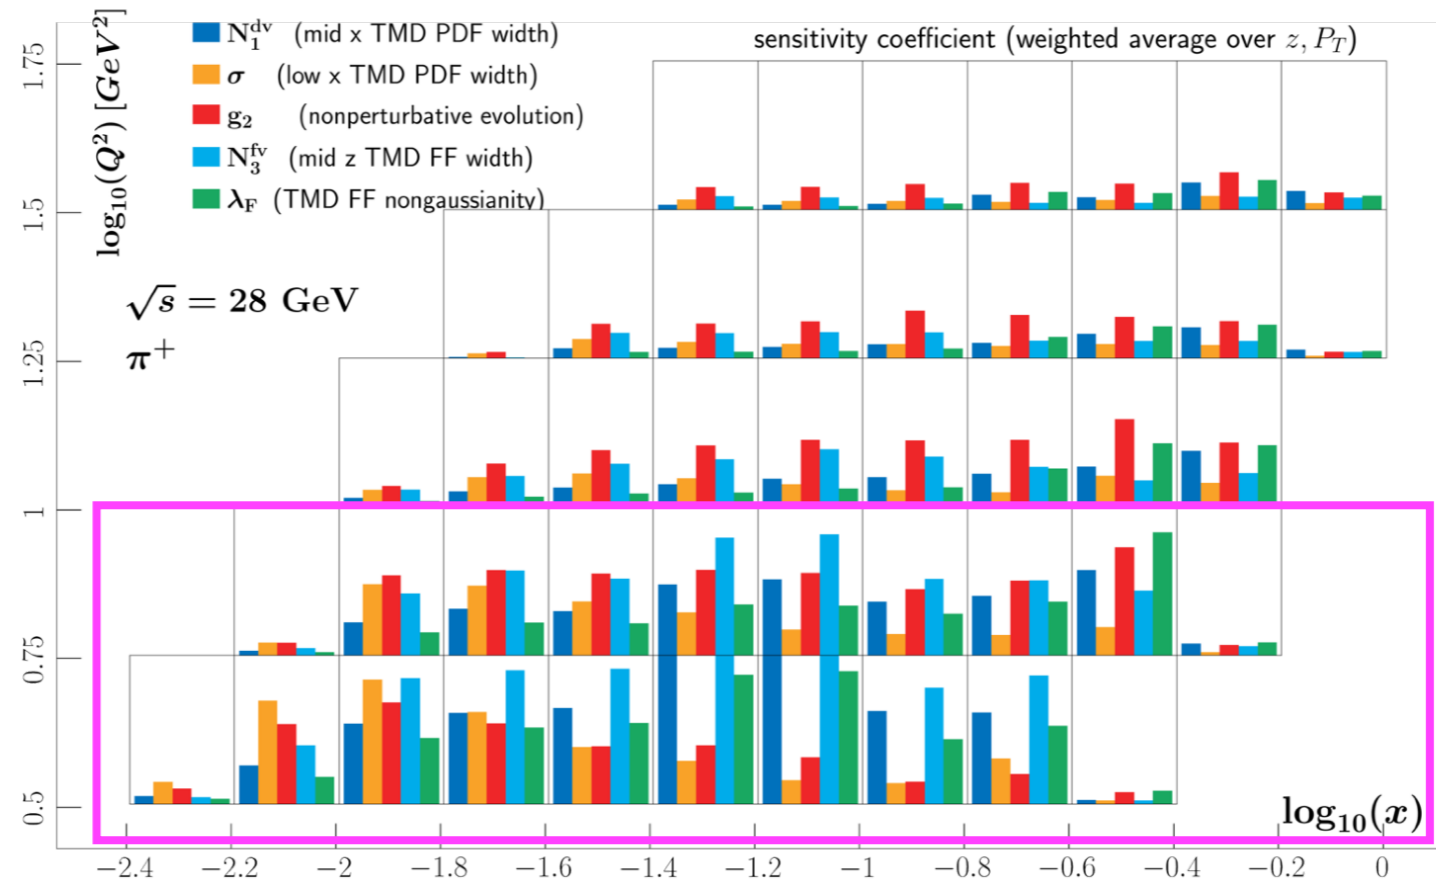 log₁₀(Q²) [GeV²]
N₁ᵈᵛ (mid x TMD PDF width)
σ (low x TMD PDF width)
g₂ (nonperturbative evolution)
N₃ᶠᵛ (mid z TMD FF width)
λ_F (TMD FF nongaussianity)
sensitivity coefficient (weighted average over z, P_T)
√s = 28 GeV
π⁺
1.75
1.5
1.25
1
0.75
0.5
log₁₀(x)
−2.4 −2.2 −2 −1.8 −1.6 −1.4 −1.2 −1 −0.8 −0.6 −0.4 −0.2 0